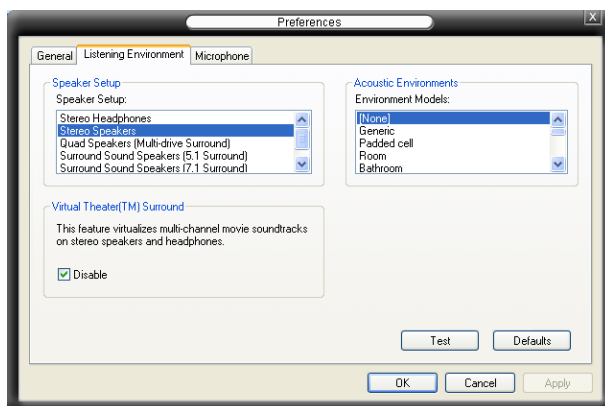 Preferences
X
General Listening Environment Microphone
Speaker Setup
Speaker Setup:
Stereo Headphones
Stereo Speakers
Quad Speakers (Multi-drive Surround)
Surround Sound Speakers (5.1 Surround)
Surround Sound Speakers (7.1 Surround)
Acoustic Environments
Environment Models:
[None]
Generic
Padded cell
Room
Bathroom
Virtual Theater(TM) Surround
This feature virtualizes multi-channel movie soundtracks
on stereo speakers and headphones.
Disable
Test Defaults
OK Cancel Apply